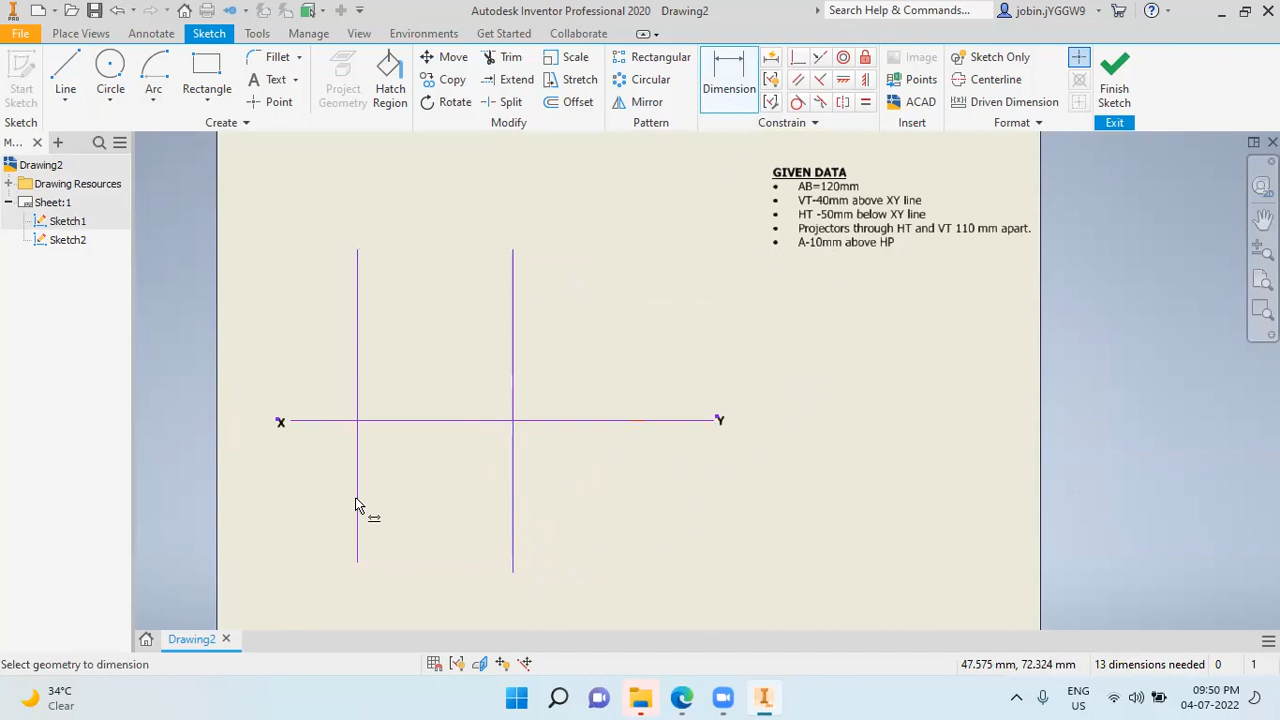 Autodesk Inventor Professional 2020 Drawing2
Search Help & Commands...
jobin.jYGGW9
File Place Views Annotate Sketch Tools Manage View Environments Get Started Collaborate
Start Sketch
Line
Circle
Arc
Rectangle
Fillet
Text
Point
Project Geometry
Hatch Region
Move
Copy
Rotate
Trim
Extend
Split
Scale
Stretch
Offset
Rectangular
Circular
Mirror
Dimension
Image
Points
ACAD
Sketch Only
Centerline
Driven Dimension
Finish Sketch
Sketch Create Modify Pattern Constrain Insert Format Exit
M...
Drawing2
Drawing Resources
Sheet:1
Sketch1
Sketch2
GIVEN DATA
• AB=120mm
• VT-40mm above XY line
• HT -50mm below XY line
• Projectors through HT and VT 110 mm apart.
• A-10mm above HP
X Y
Drawing2
Select geometry to dimension
47.575 mm, 72.324 mm 13 dimensions needed 0 1
34°C
Clear
ENG
US
09:50 PM
04-07-2022